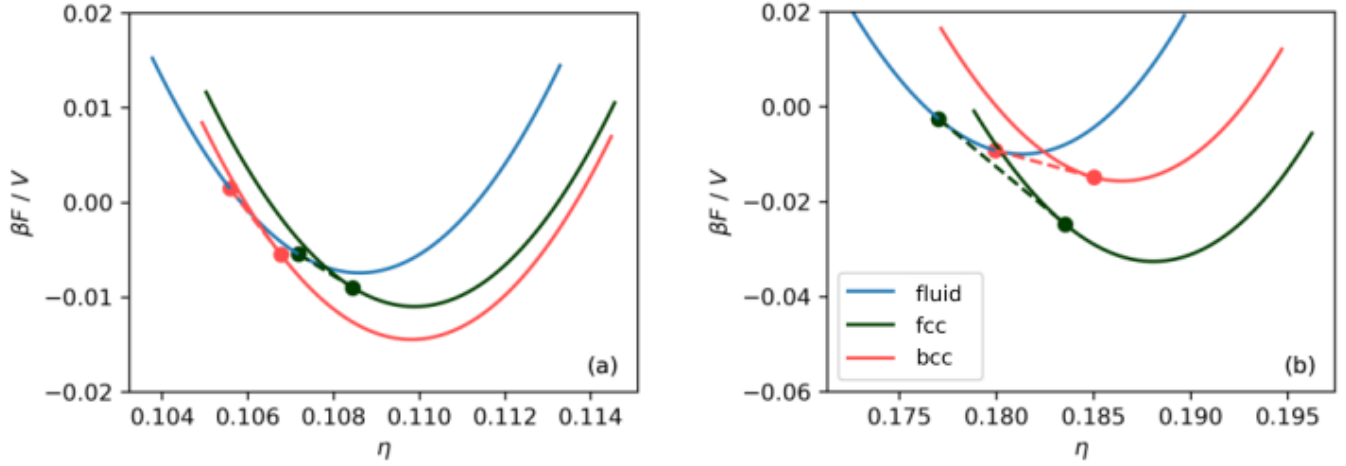 0.02
0.01
0.00
−0.01
−0.02
βF / V
0.104 0.106 0.108 0.110 0.112 0.114
η
(a)
0.02
0.00
−0.02
−0.04
−0.06
βF / V
0.175 0.180 0.185 0.190 0.195
η
fluid
fcc
bcc
(b)